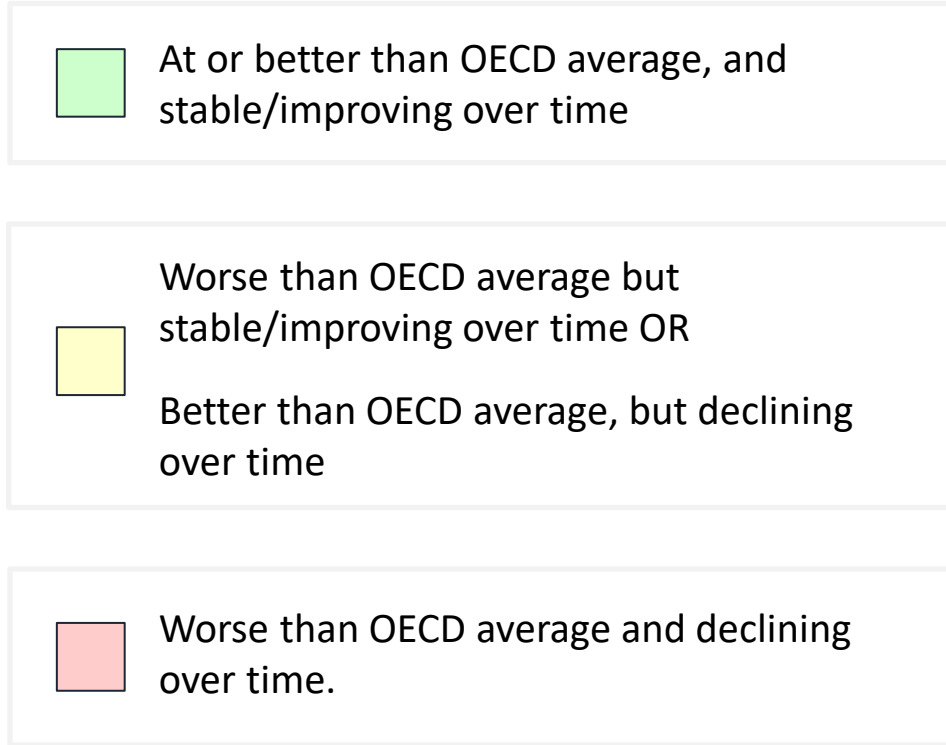 At or better than OECD average, and
stable/improving over time
Worse than OECD average but
stable/improving over time OR
Better than OECD average, but declining
over time
Worse than OECD average and declining
over time.